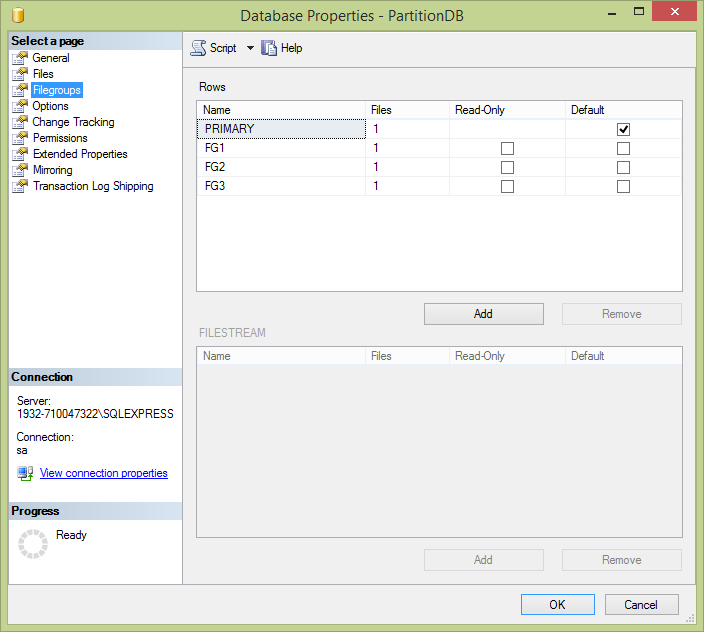 Database Properties - PartitionDB
Select a page
General
Files
Filegroups
Options
Change Tracking
Permissions
Extended Properties
Mirroring
Transaction Log Shipping
Connection
Server:
1932-710047322\SQLEXPRESS
Connection:
sa
View connection properties
Progress
Ready
Script Help
Rows
Name Files Read-Only Default
PRIMARY 1
FG1 1
FG2 1
FG3 1
Add Remove
FILESTREAM
Name Files Read-Only Default
Add Remove
OK Cancel